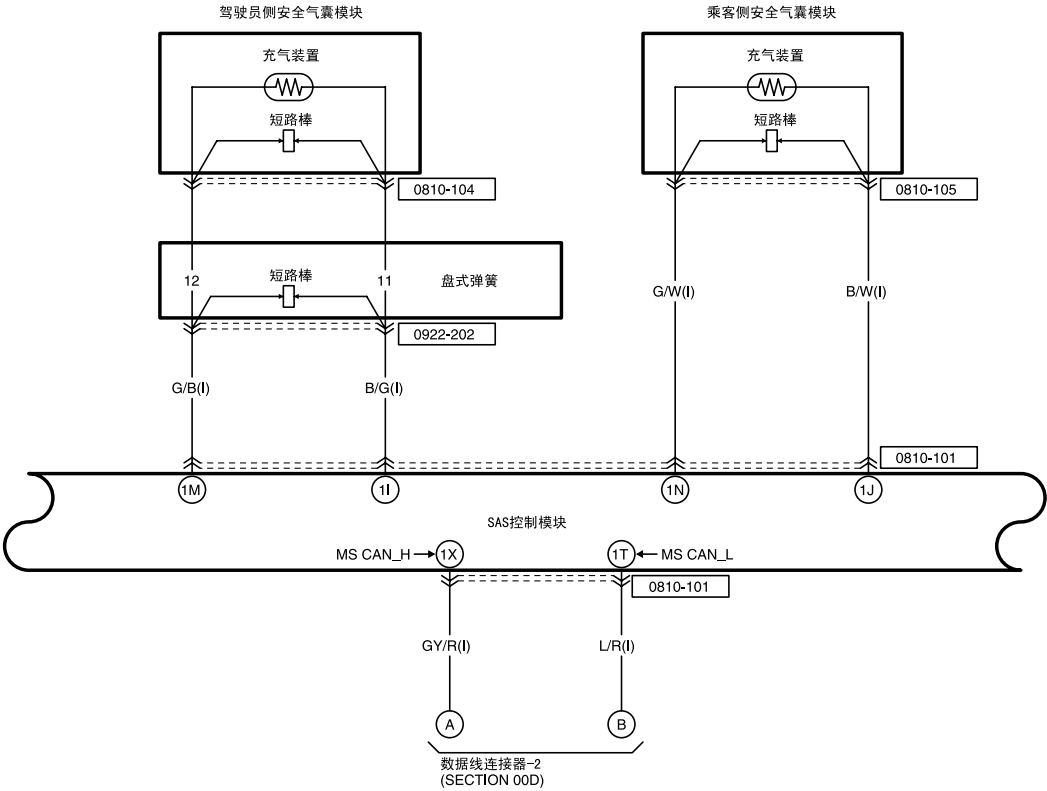 驾驶员侧安全气囊模块
乘客侧安全气囊模块
充气装置
充气装置
短路棒
短路棒
0810-104
0810-105
12
短路棒
11
盘式弹簧
G/W(I)
B/W(I)
0922-202
G/B(I)
B/G(I)
0810-101
1M
1I
1N
1J
SAS控制模块
MS CAN_H
1X
1T
MS CAN_L
0810-101
GY/R(I)
L/R(I)
A
B
数据线连接器-2
(SECTION 00D)